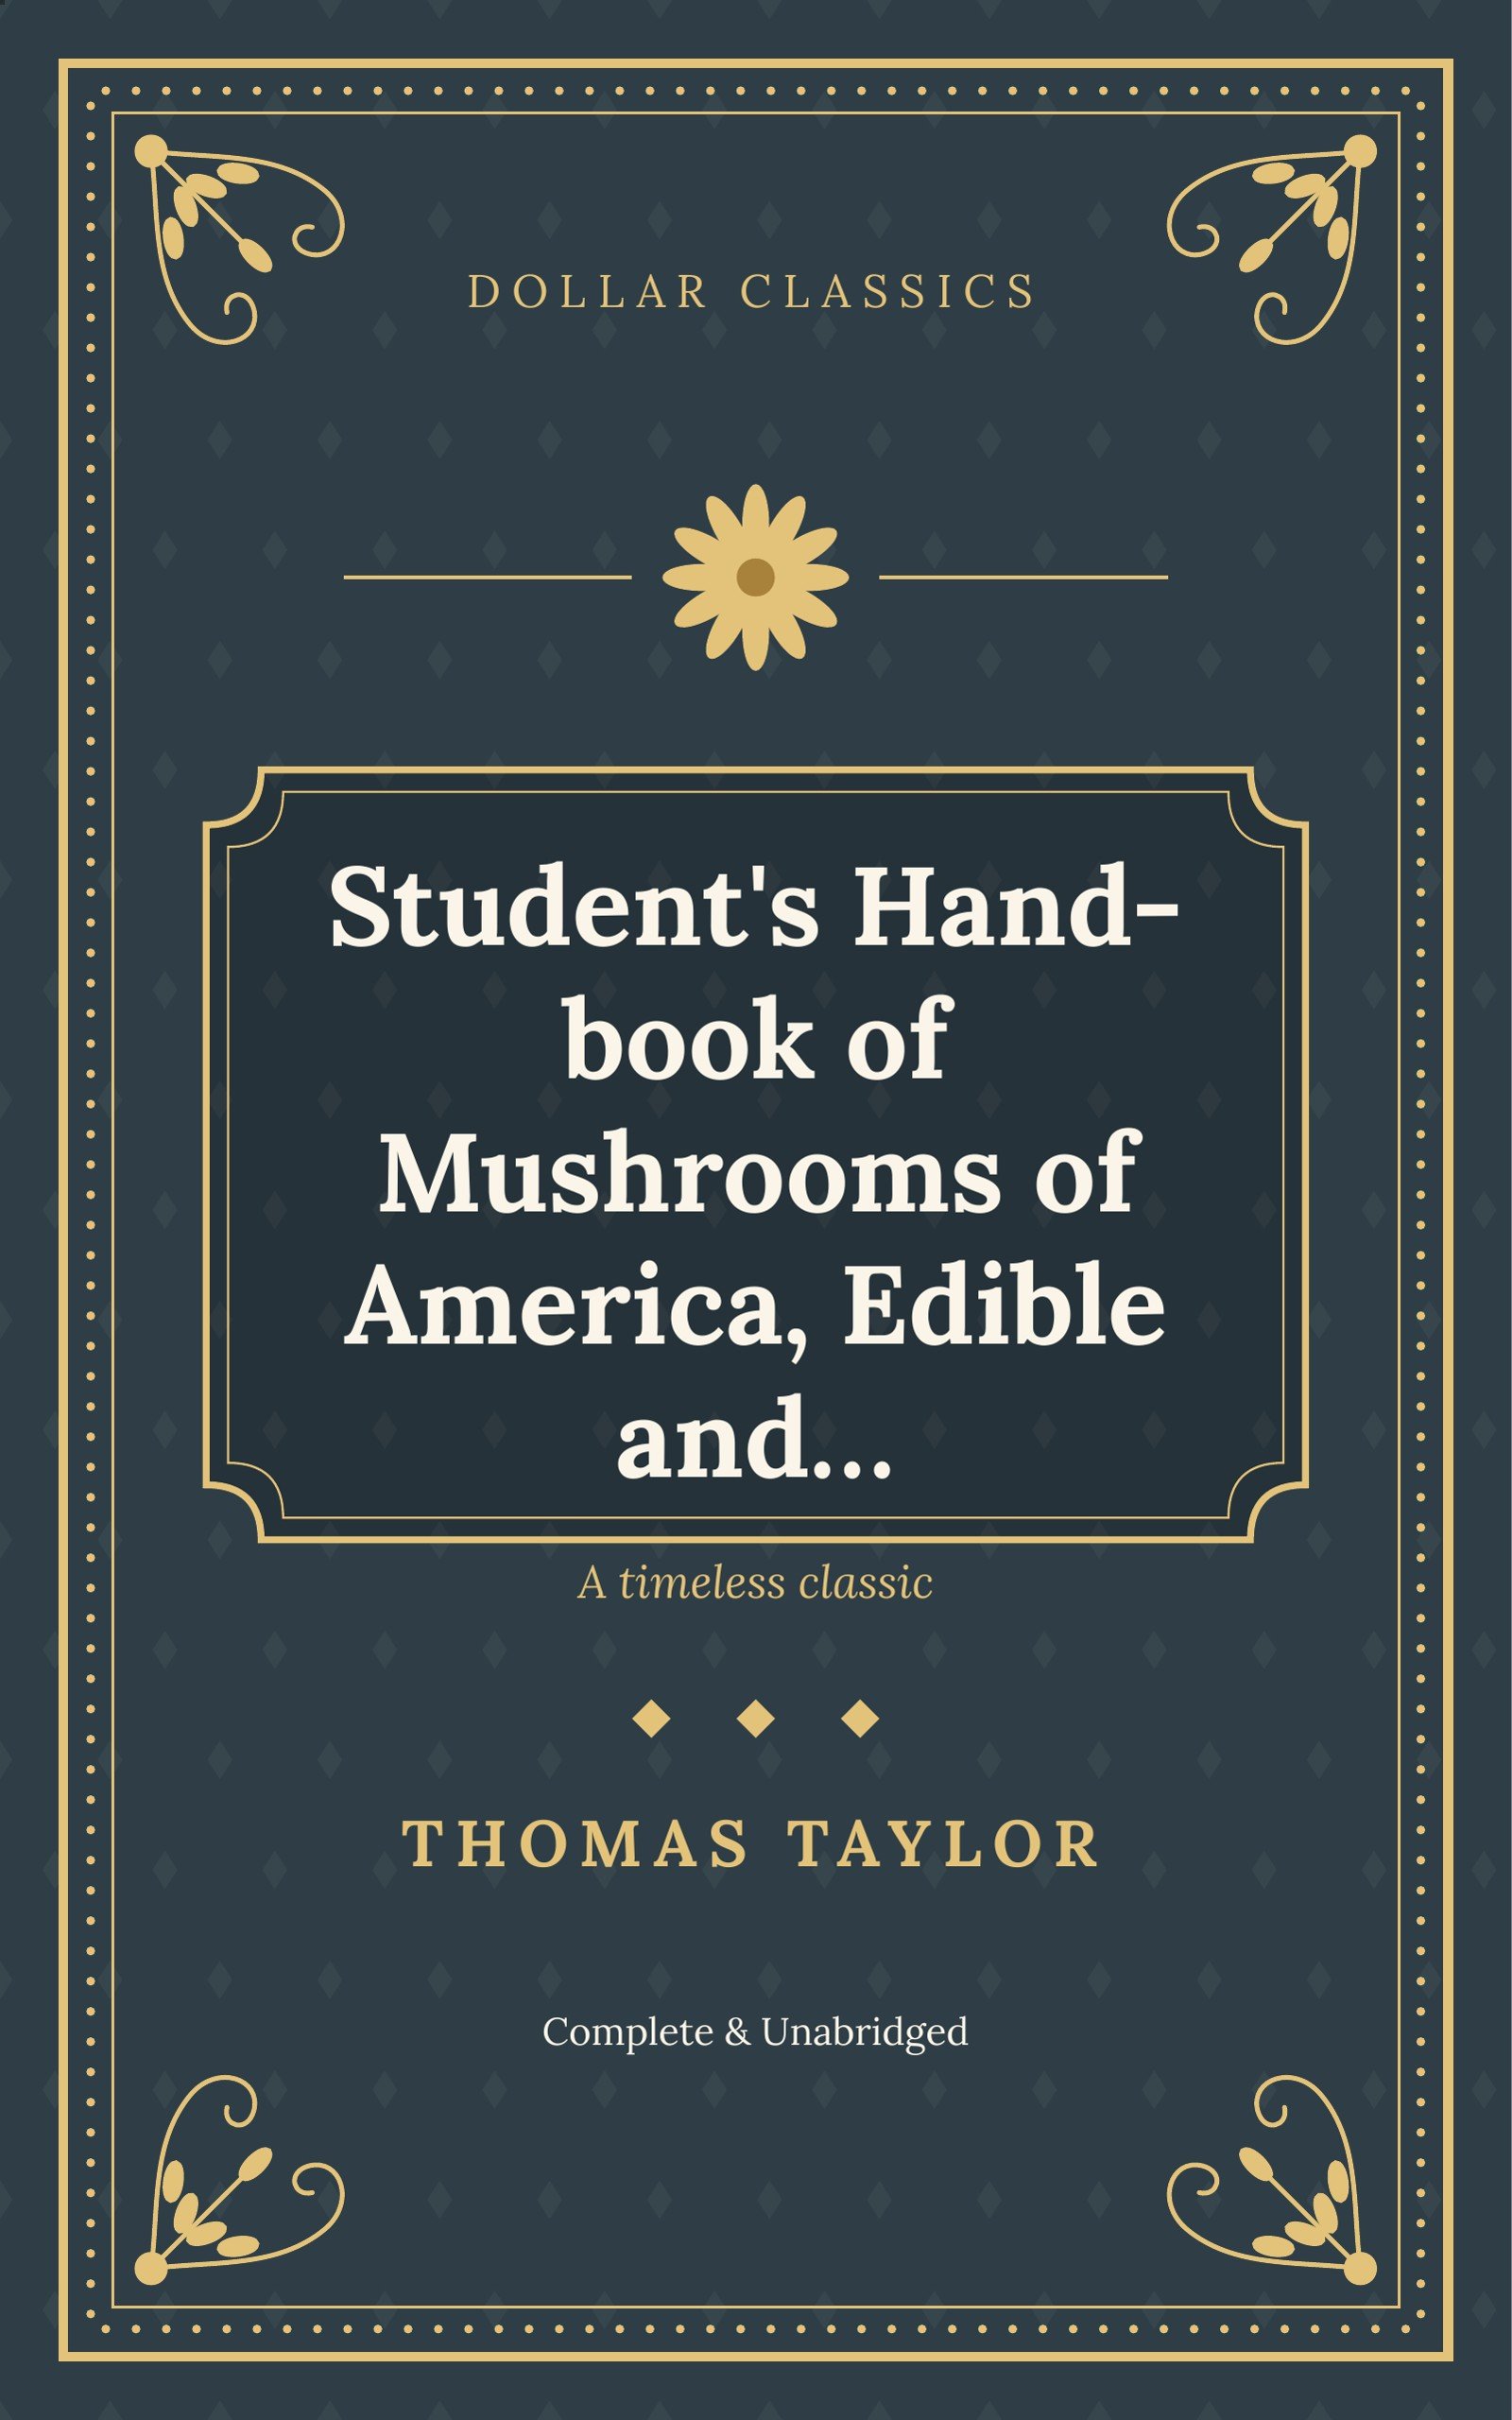 DOLLAR CLASSICS
Student's Hand-
book of
Mushrooms of
America, Edible
and...
A timeless classic
THOMAS TAYLOR
Complete & Unabridged